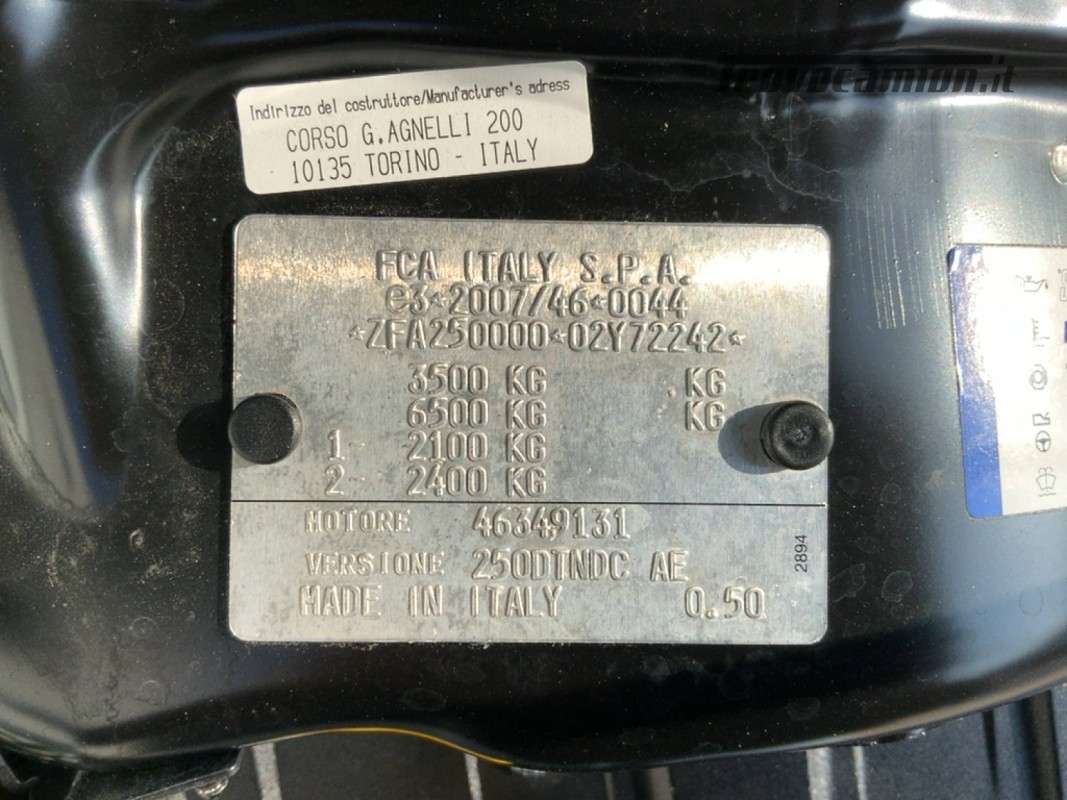 trovocamion.it
Indirizzo del costruttore/Manufacturer's adress
CORSO G.AGNELLI 200
10135 TORINO - ITALY
FCA ITALY S.P.A.
e3*2007/46*0044
*ZFA250000*02Y72242*
3500 KG .KG
6500 KG KG
1- 2100 KG
2- 2400 KG
MOTORE 46349131
VERSIONE 250DTNDC AE
MADE IN ITALY 0.50
2894